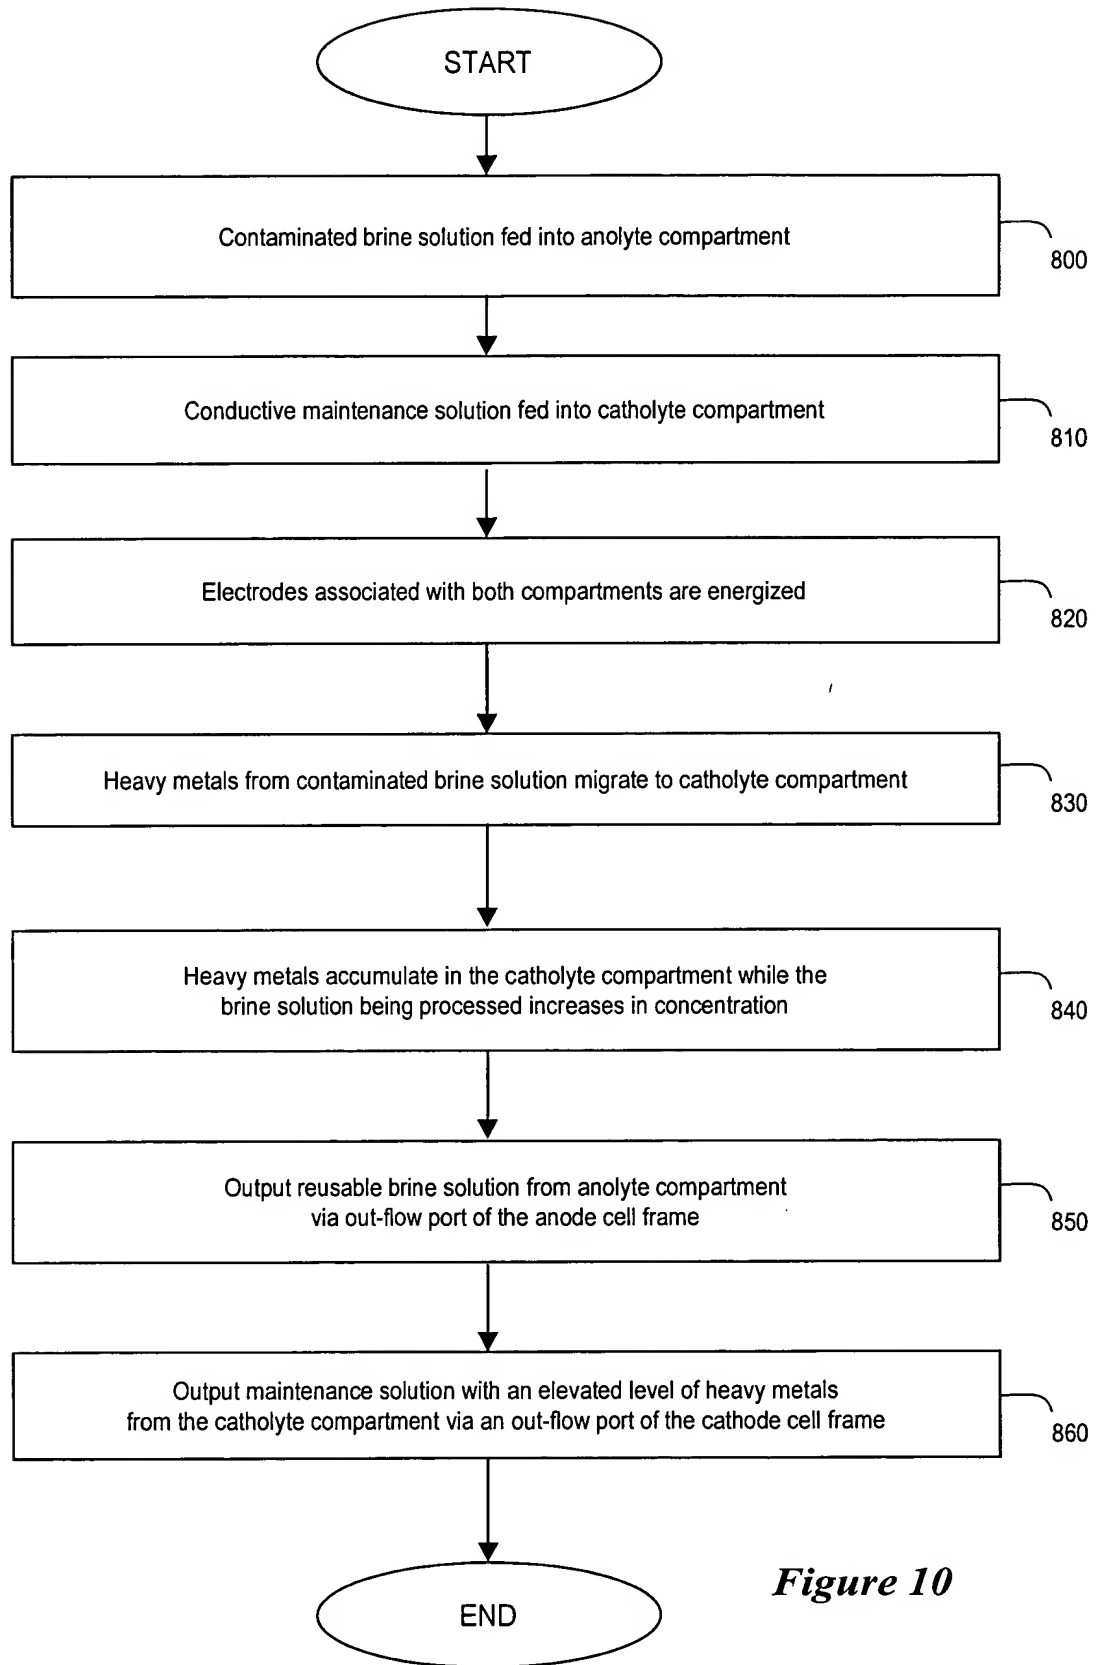 START
Contaminated brine solution fed into anolyte compartment
800
Conductive maintenance solution fed into catholyte compartment
810
Electrodes associated with both compartments are energized
820
Heavy metals from contaminated brine solution migrate to catholyte compartment
830
Heavy metals accumulate in the catholyte compartment while the
brine solution being processed increases in concentration
840
Output reusable brine solution from anolyte compartment
via out-flow port of the anode cell frame
850
Output maintenance solution with an elevated level of heavy metals
from the catholyte compartment via an out-flow port of the cathode cell frame
860
END
Figure 10